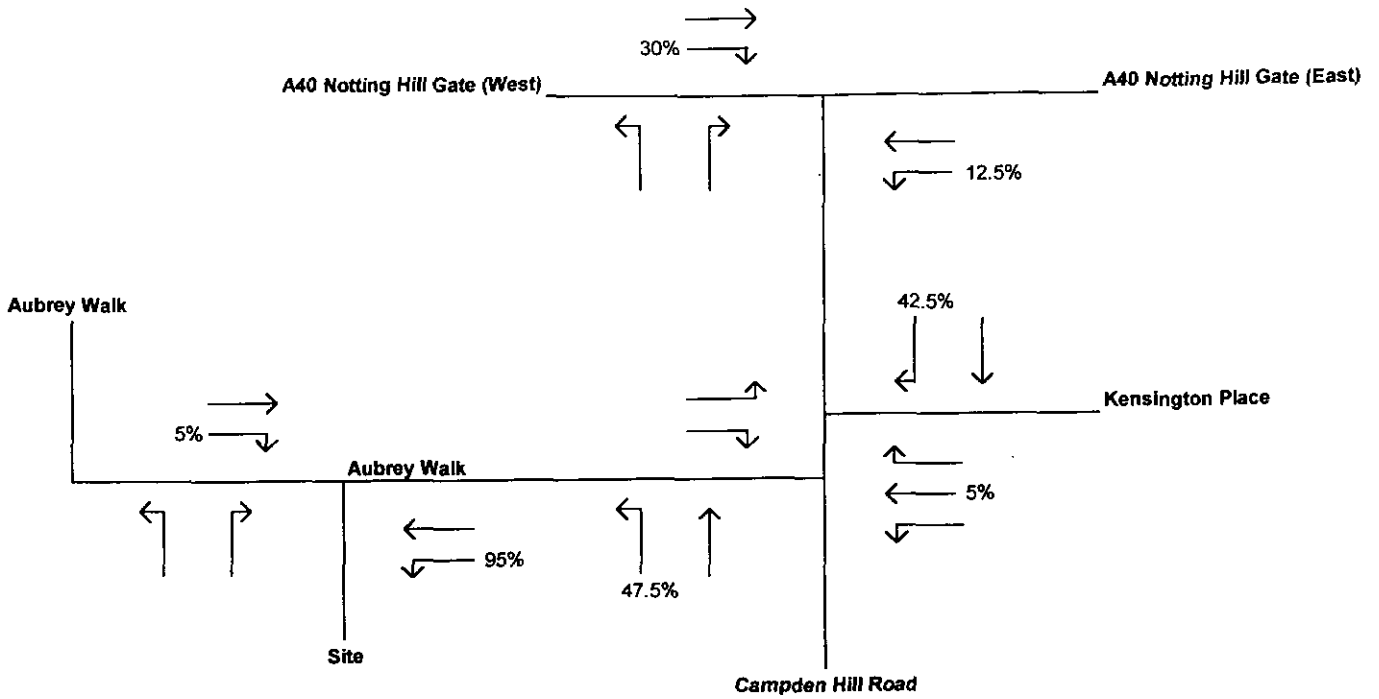 30%
A40 Notting Hill Gate (West)
A40 Notting Hill Gate (East)
12.5%
Aubrey Walk
42.5%
Kensington Place
5%
Aubrey Walk
5%
95%
47.5%
Site
Campden Hill Road